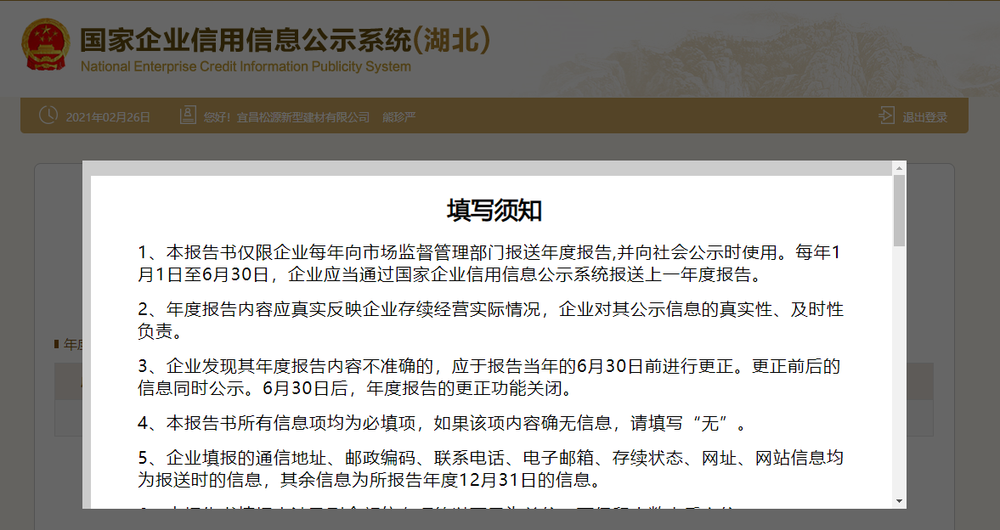 国家企业信用信息公示系统(湖北)
National Enterprise Credit Information Publicity System
2021年02月26日 您好！宜昌松源新型建材有限公司 熊珍严 退出登录
填写须知
1、本报告书仅限企业每年向市场监督管理部门报送年度报告,并向社会公示时使用。每年1
月1日至6月30日，企业应当通过国家企业信用信息公示系统报送上一年度报告。
2、年度报告内容应真实反映企业存续经营实际情况，企业对其公示信息的真实性、及时性
负责。
3、企业发现其年度报告内容不准确的，应于报告当年的6月30日前进行更正。更正前后的
信息同时公示。6月30日后，年度报告的更正功能关闭。
4、本报告书所有信息项均为必填项，如果该项内容确无信息，请填写“无”。
年度
5、企业填报的通信地址、邮政编码、联系电话、电子邮箱、存续状态、网址、网站信息均
为报送时的信息，其余信息为所报告年度12月31日的信息。